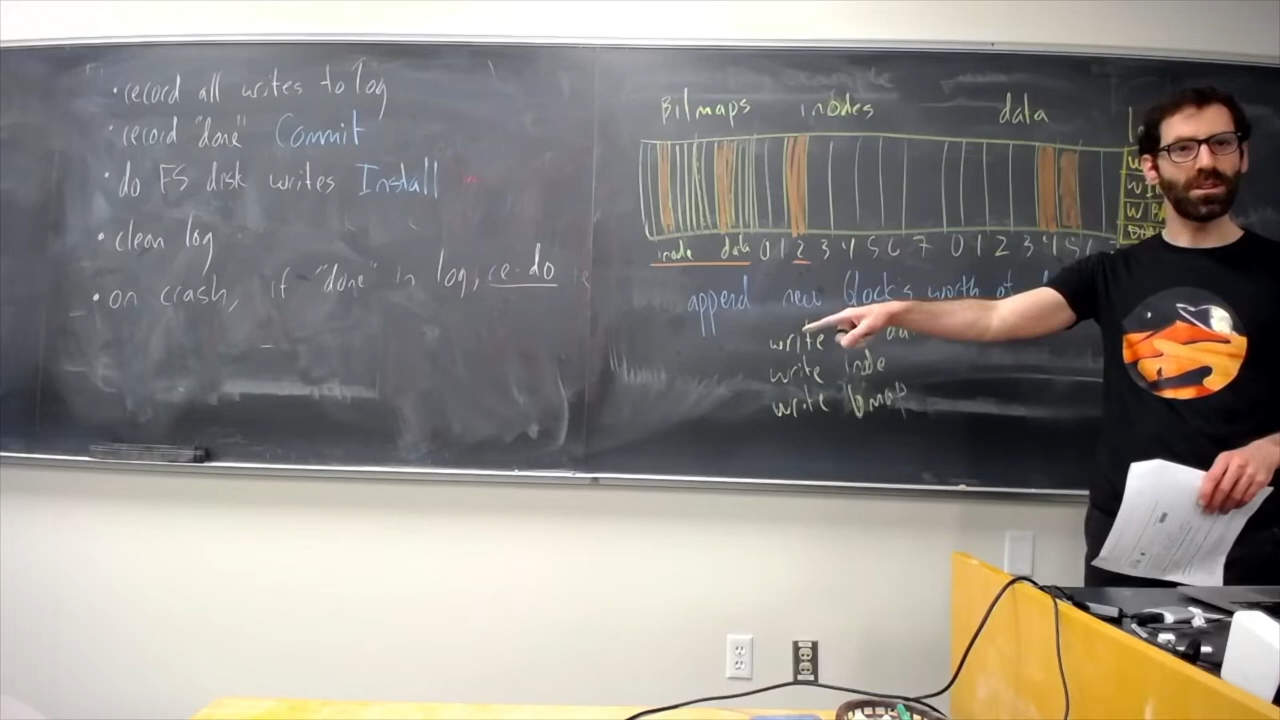 • record all writes to log
• record "done" Commit
• do FS disk writes Install
• clean log
• on crash, if "done" in log, re-do
Bitmaps inodes data
inode data 0 1 2 3 4 5 6 7 0 1 2 3 4 5
append new block's worth of
write
write inde
write bmap
W
W I
W BA